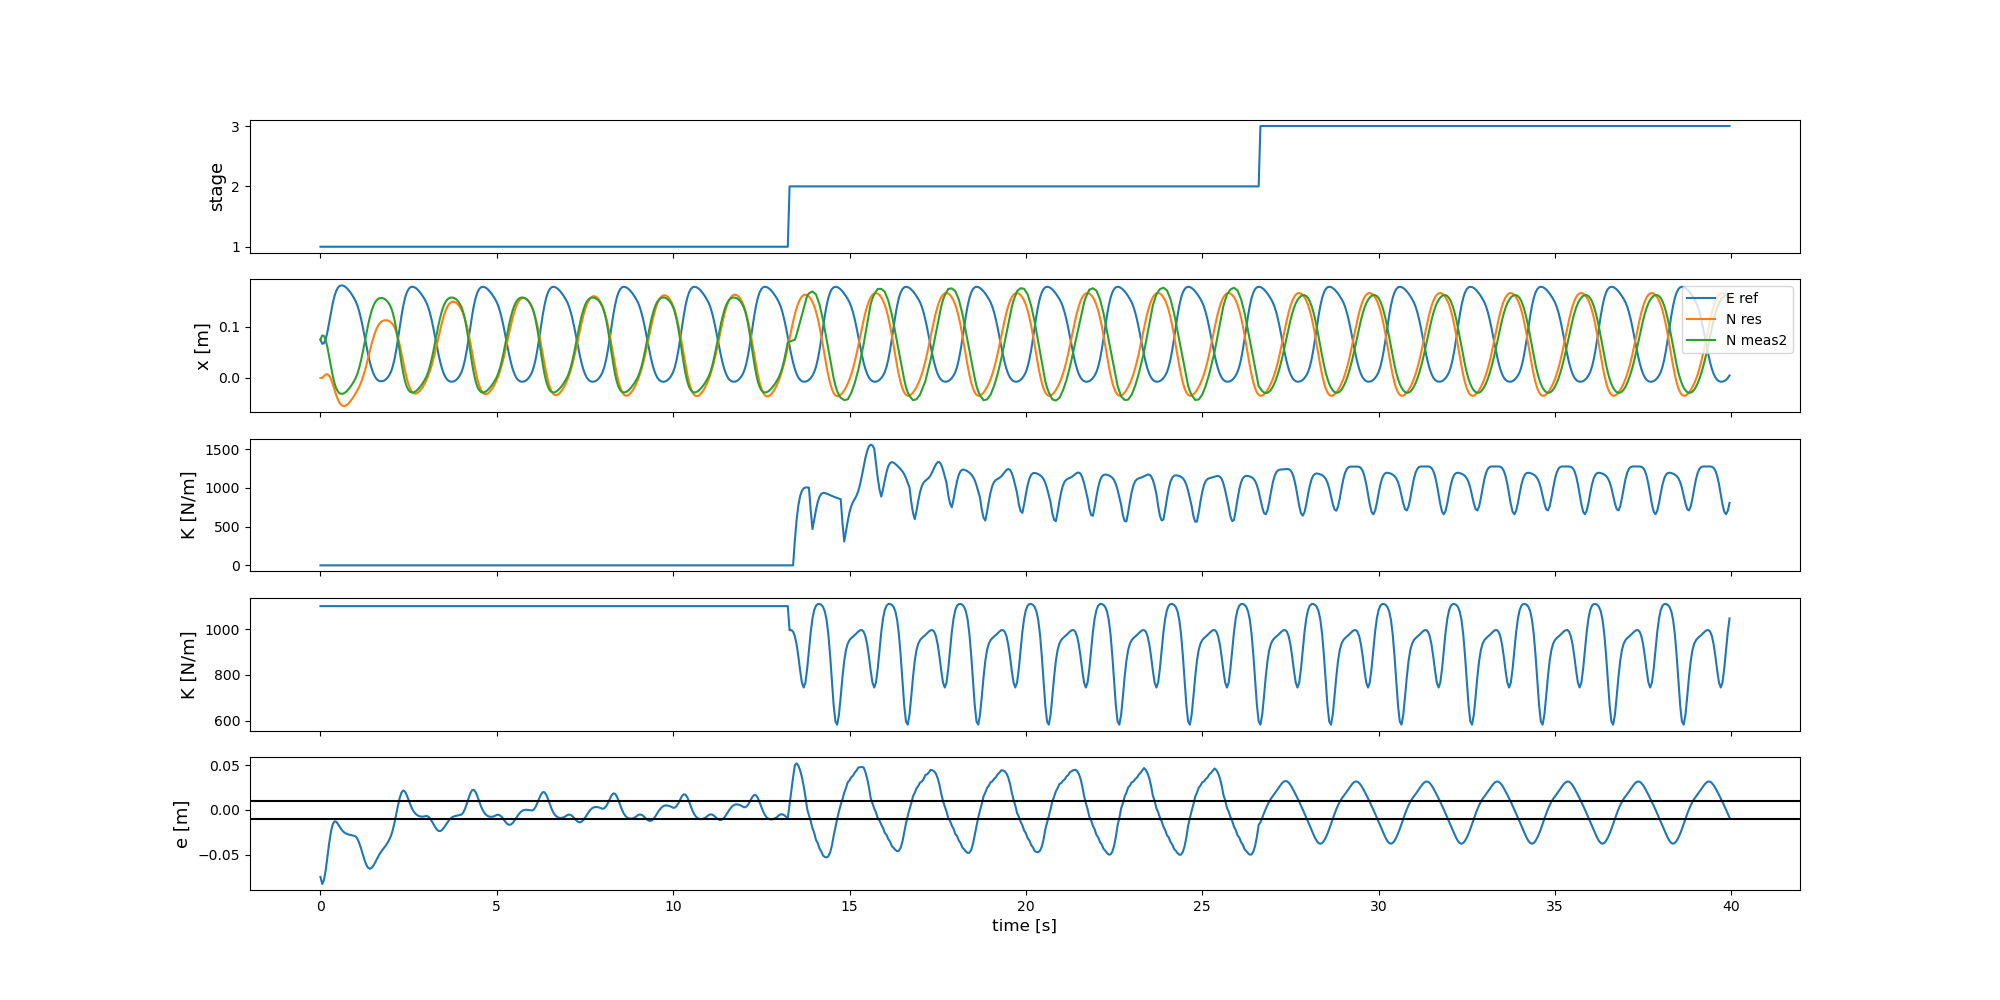 3
2
1
stage
0.1
0.0
x [m]
E ref
N res
N meas2
1500
1000
500
0
K [N/m]
1000
800
600
K [N/m]
0.05
0.00
−0.05
e [m]
0 5 10 15 20 25 30 35 40
time [s]